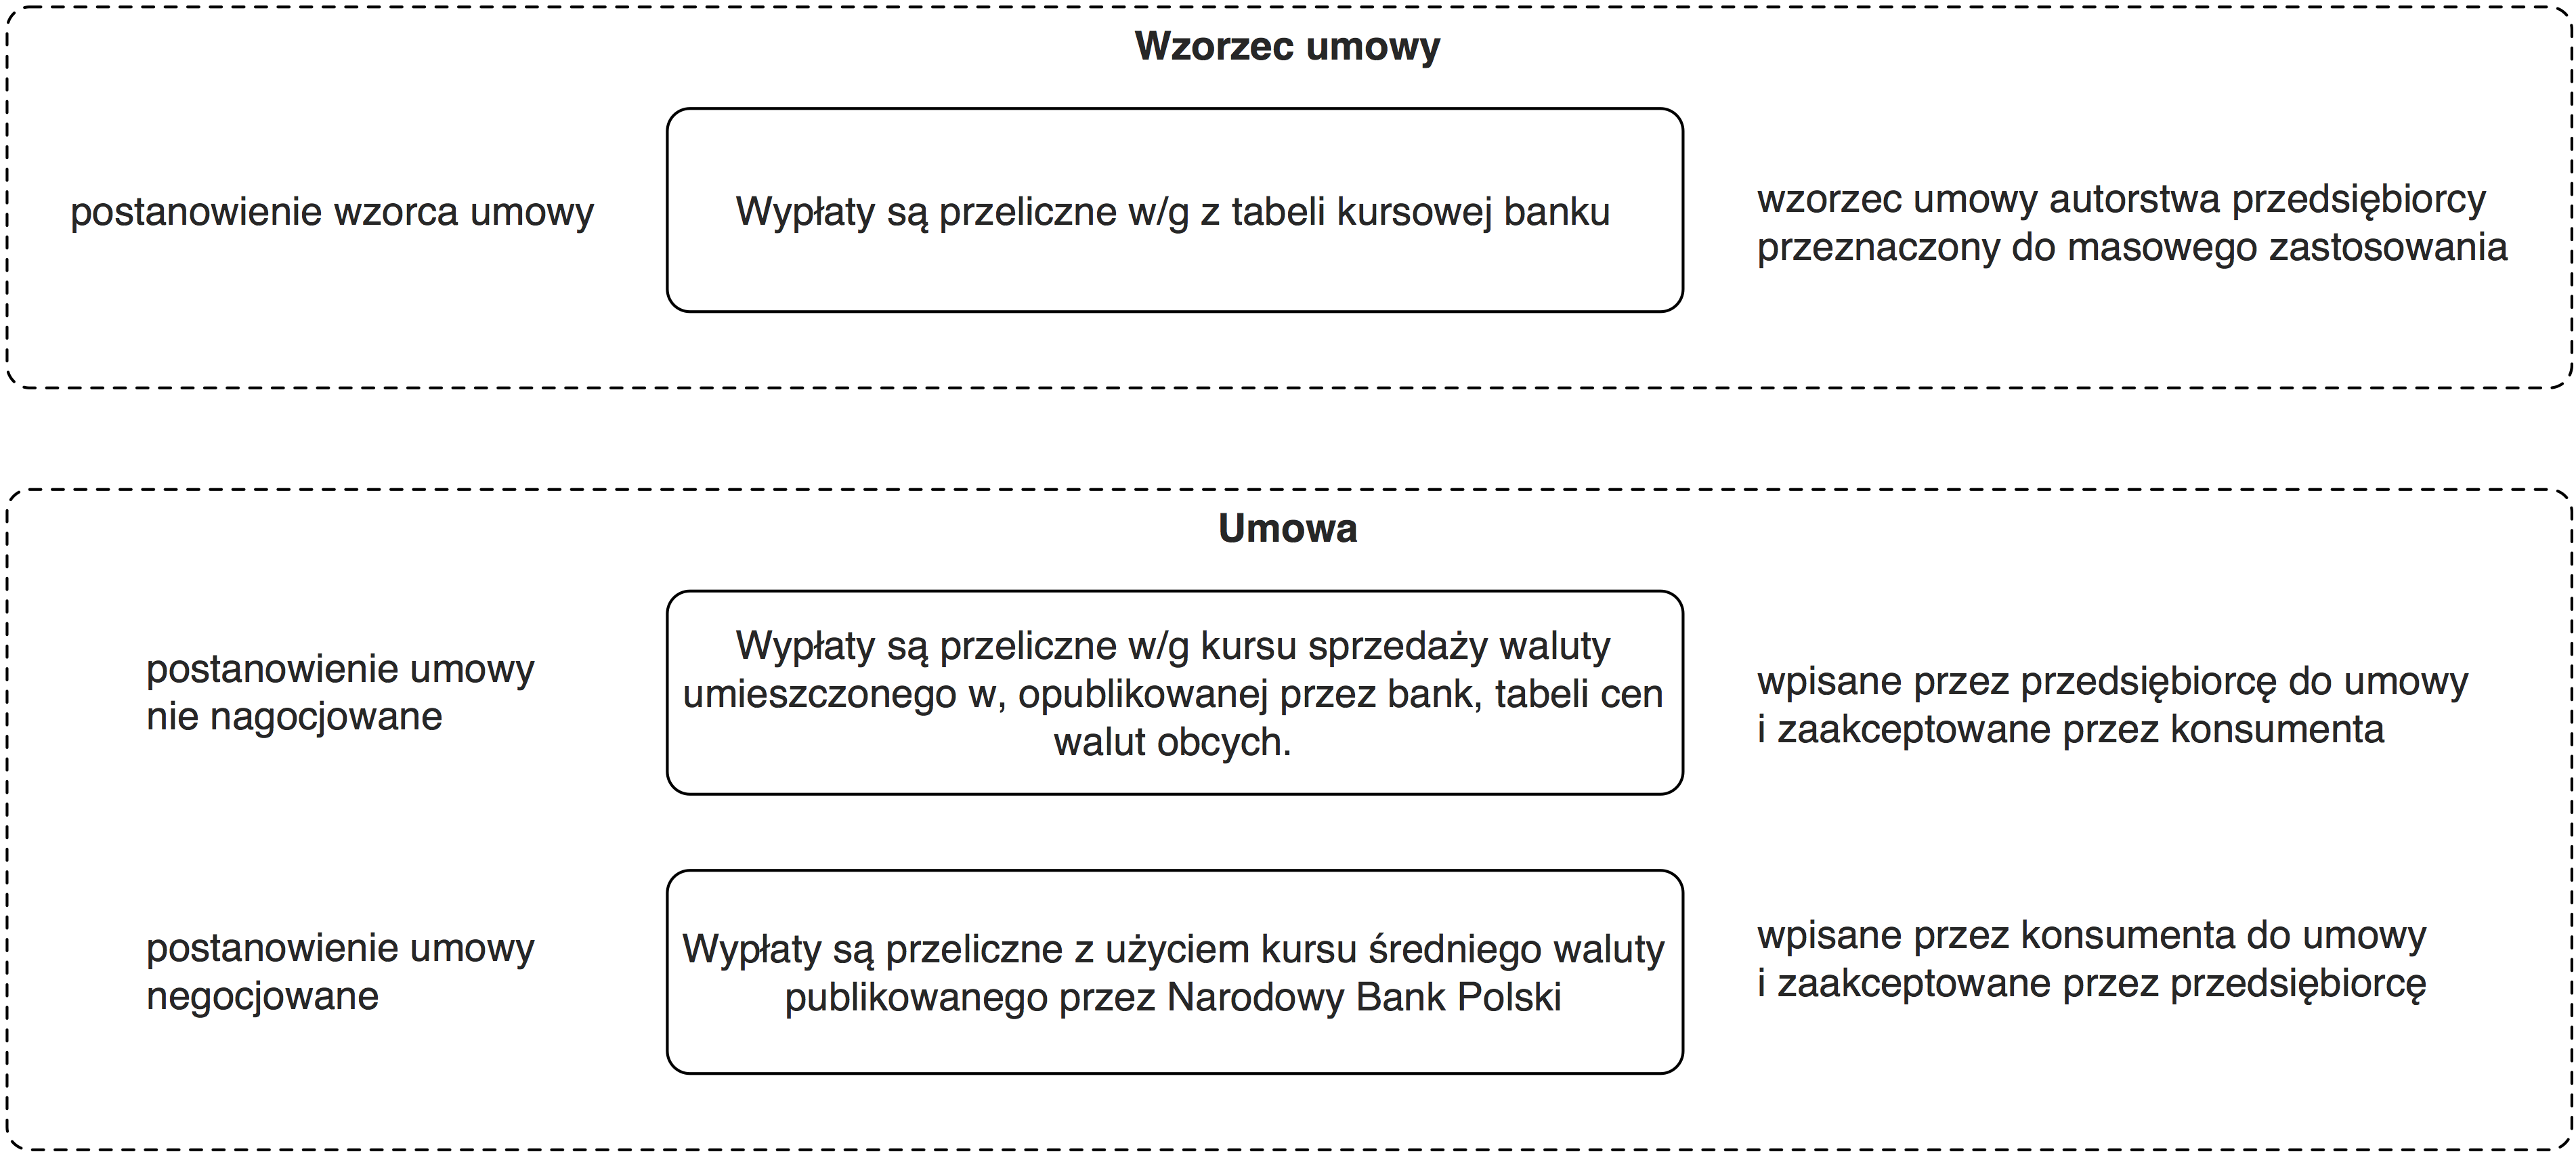 Wzorzec umowy
postanowienie wzorca umowy
Wypłaty są przeliczne w/g z tabeli kursowej banku
wzorzec umowy autorstwa przedsiębiorcy
przeznaczony do masowego zastosowania
Umowa
postanowienie umowy
nie nagocjowane
Wypłaty są przeliczne w/g kursu sprzedaży waluty
umieszczonego w, opublikowanej przez bank, tabeli cen
walut obcych.
wpisane przez przedsiębiorcę do umowy
i zaakceptowane przez konsumenta
postanowienie umowy
negocjowane
Wypłaty są przeliczne z użyciem kursu średniego waluty
publikowanego przez Narodowy Bank Polski
wpisane przez konsumenta do umowy
i zaakceptowane przez przedsiębiorcę